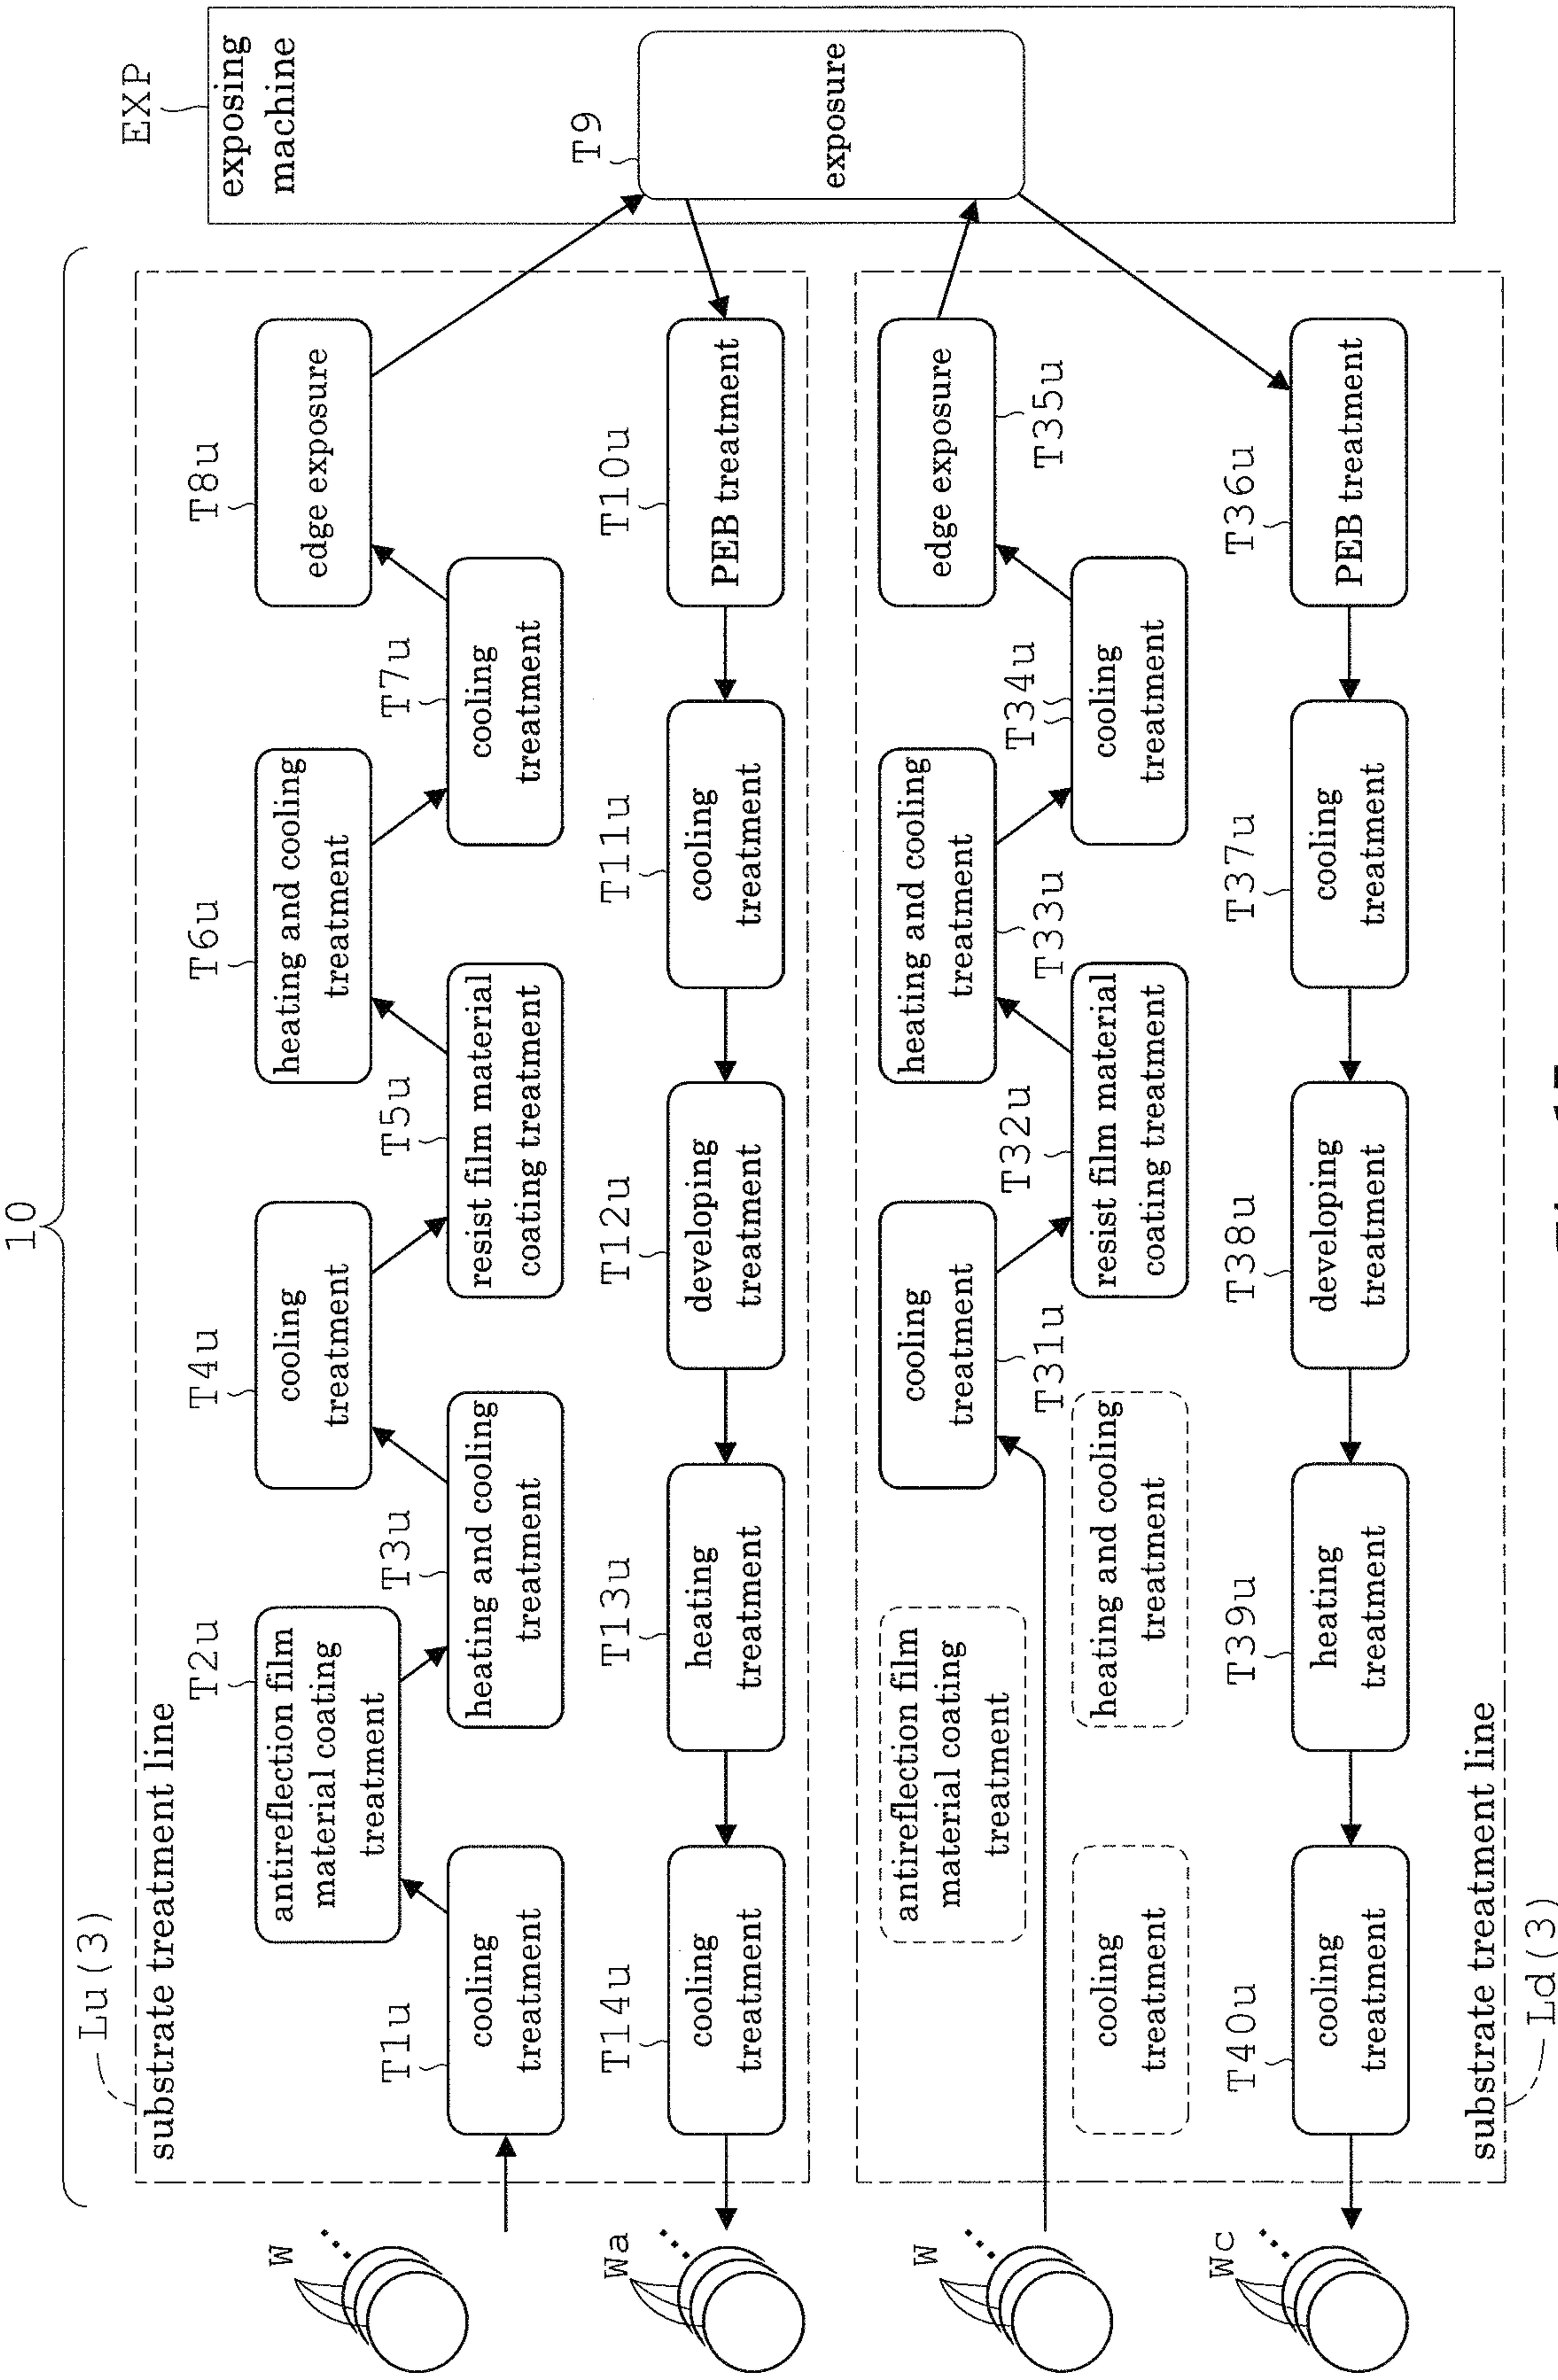 10
Lu(3)
substrate treatment line
EXP
exposing
machine
T9
exposure
W
T1u
cooling
treatment
T2u
antireflection film
material coating
treatment
T3u
heating and cooling
treatment
T4u
cooling
treatment
T5u
resist film material
coating treatment
T6u
heating and cooling
treatment
T7u
cooling
treatment
T8u
edge exposure
Wa
T14u
cooling
treatment
T13u
heating
treatment
T12u
developing
treatment
T11u
cooling
treatment
T10u
PEB treatment
W
antireflection film
material coating
treatment
cooling
treatment
heating and cooling
treatment
cooling
treatment
T31u
T32u
resist film material
coating treatment
heating and cooling
treatment
T33u
T34u
cooling
treatment
edge exposure
T35u
Wc
T40u
cooling
treatment
T39u
heating
treatment
T38u
developing
treatment
T37u
cooling
treatment
T36u
PEB treatment
substrate treatment line
Ld(3)